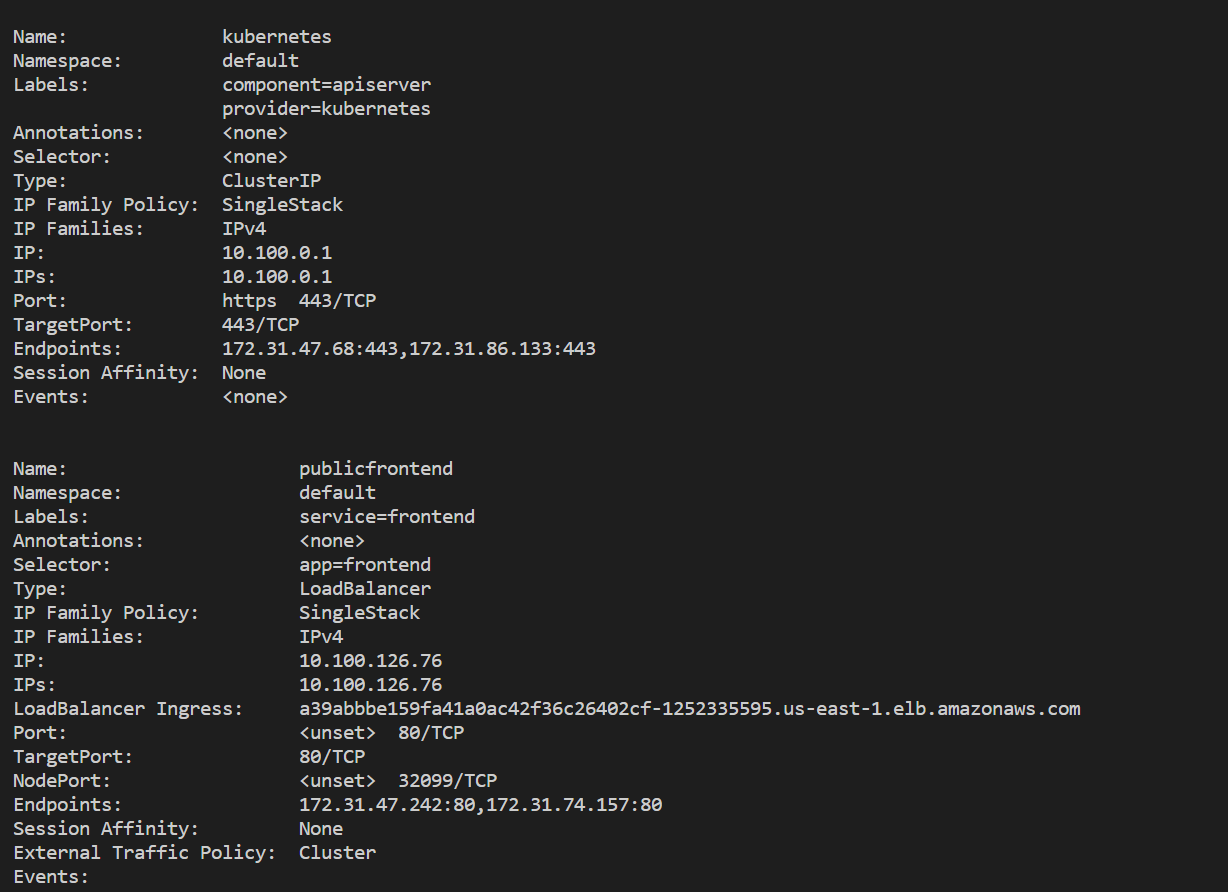 Name: kubernetes
Namespace: default
Labels: component=apiserver
provider=kubernetes
Annotations: <none>
Selector: <none>
Type: ClusterIP
IP Family Policy: SingleStack
IP Families: IPv4
IP: 10.100.0.1
IPs: 10.100.0.1
Port: https 443/TCP
TargetPort: 443/TCP
Endpoints: 172.31.47.68:443,172.31.86.133:443
Session Affinity: None
Events: <none>
Name: publicfrontend
Namespace: default
Labels: service=frontend
Annotations: <none>
Selector: app=frontend
Type: LoadBalancer
IP Family Policy: SingleStack
IP Families: IPv4
IP: 10.100.126.76
IPs: 10.100.126.76
LoadBalancer Ingress: a39abbbe159fa41a0ac42f36c26402cf-1252335595.us-east-1.elb.amazonaws.com
Port: <unset> 80/TCP
TargetPort: 80/TCP
NodePort: <unset> 32099/TCP
Endpoints: 172.31.47.242:80,172.31.74.157:80
Session Affinity: None
External Traffic Policy: Cluster
Events: